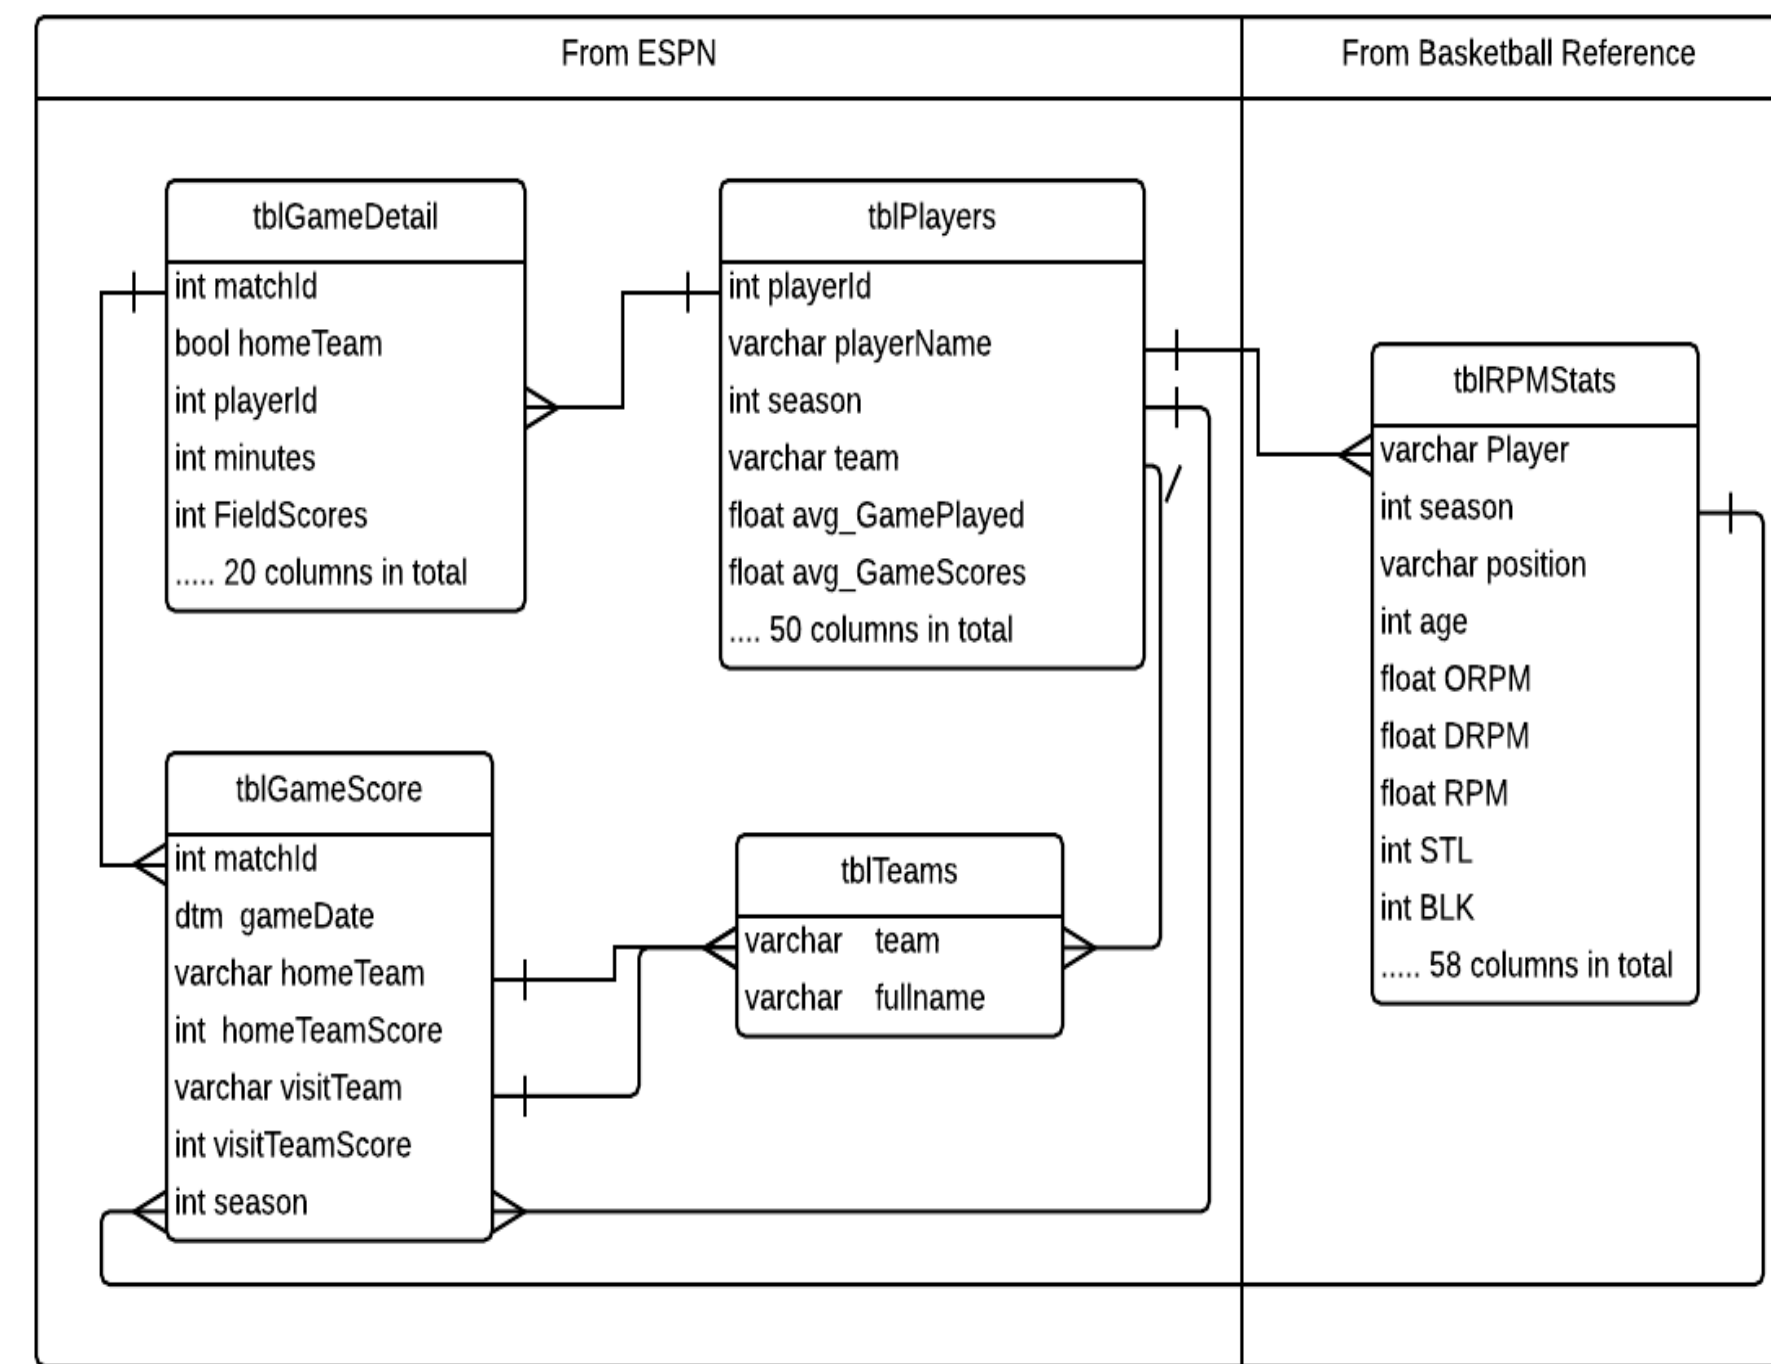 From ESPN
From Basketball Reference
tblGameDetail
int matchId
bool homeTeam
int playerId
int minutes
int FieldScores
..... 20 columns in total
tblPlayers
int playerId
varchar playerName
int season
varchar team
float avg_GamePlayed
float avg_GameScores
.... 50 columns in total
tblRPMStats
varchar Player
int season
varchar position
int age
float ORPM
float DRPM
float RPM
int STL
int BLK
..... 58 columns in total
tblGameScore
int matchId
dtm gameDate
varchar homeTeam
int homeTeamScore
varchar visitTeam
int visitTeamScore
int season
tblTeams
varchar team
varchar fullname